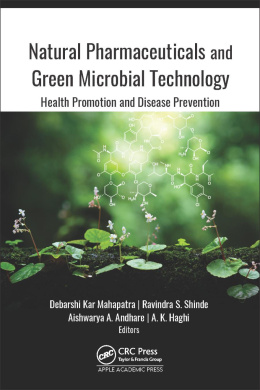 Natural Pharmaceuticals and
Green Microbial Technology
Health Promotion and Disease Prevention
Debarshi Kar Mahapatra | Ravindra S. Shinde
Aishwarya A. Andhare | A. K. Haghi
Editors
CRC Press
Taylor & Francis Group
APPLE ACADEMIC PRESS